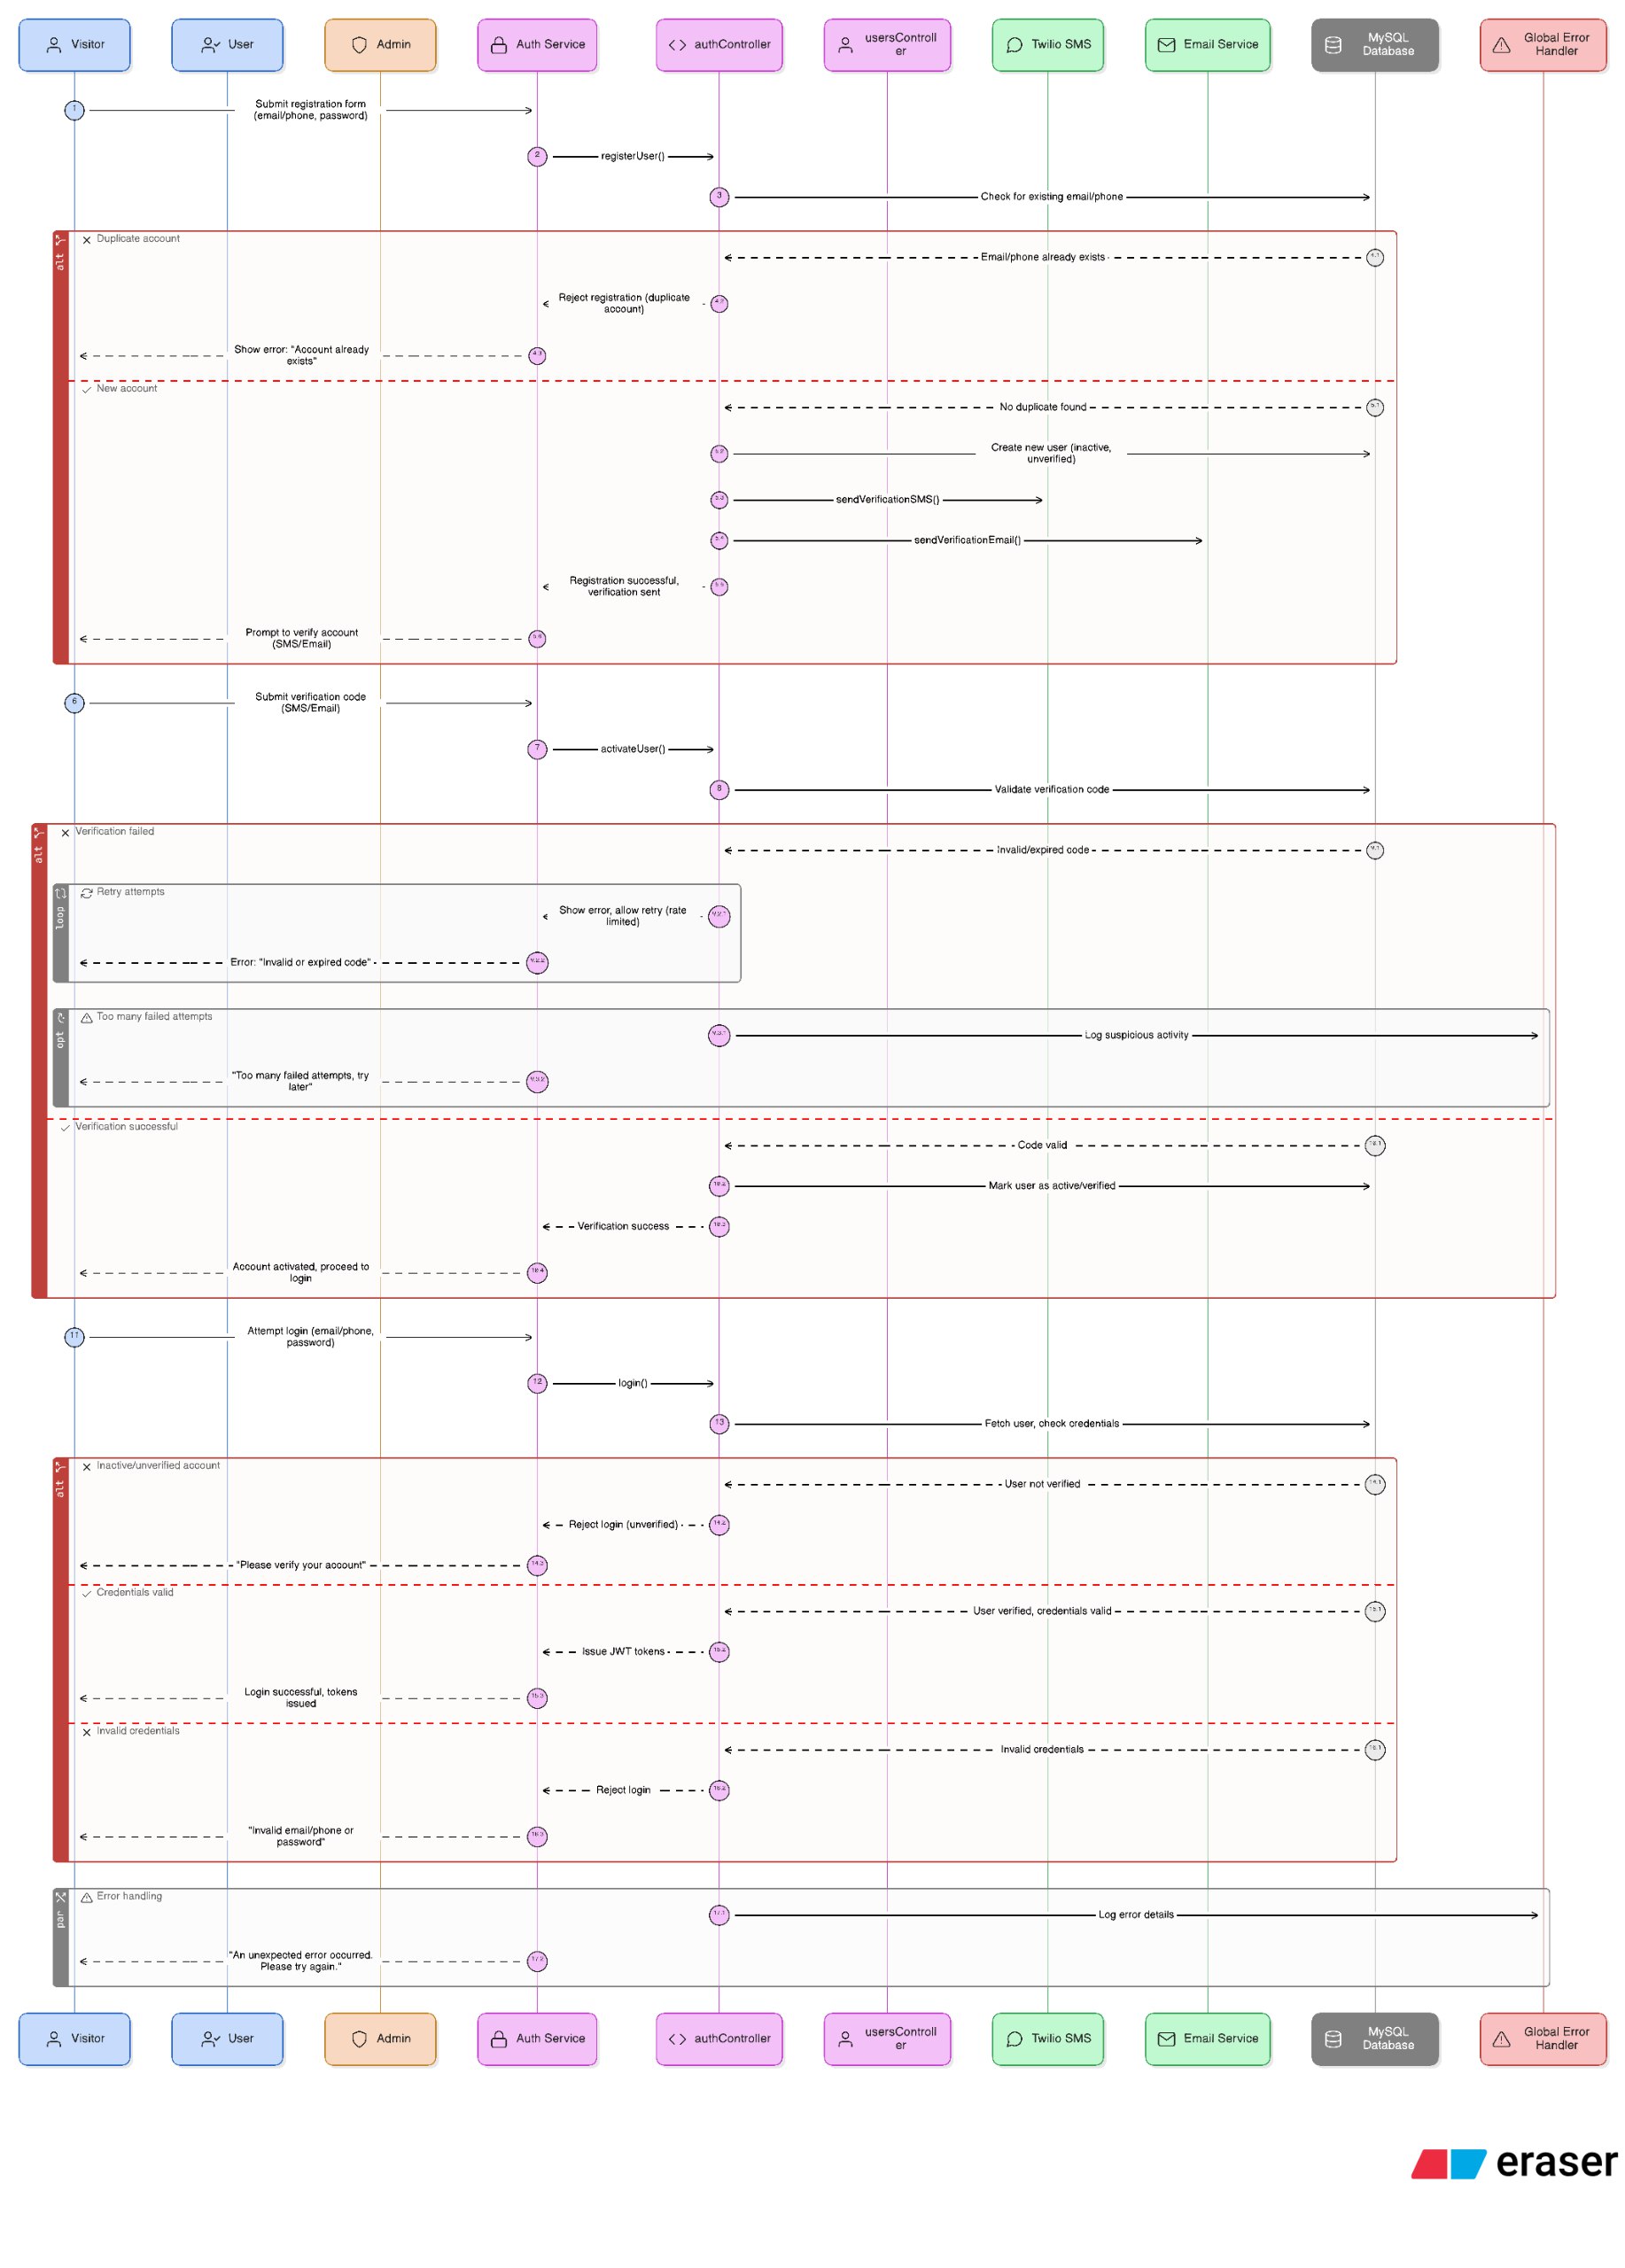 Visitor
User
Admin
Auth Service
authController
usersControll
er
Twilio SMS
Email Service
MySQL
Database
Global Error
Handler
1
Submit registration form
(email/phone, password)
2
registerUser()
3
Check for existing email/phone
alt
Duplicate account
Email/phone already exists
4.1
Reject registration (duplicate
account)
4.2
Show error: "Account already
exists"
4.3
New account
No duplicate found
5.1
5.2
Create new user (inactive,
unverified)
5.3
sendVerificationSMS()
5.4
sendVerificationEmail()
Registration successful,
verification sent
5.5
Prompt to verify account
(SMS/Email)
5.6
6
Submit verification code
(SMS/Email)
7
activateUser()
8
Validate verification code
alt
Verification failed
Invalid/expired code
9.1
loop
Retry attempts
Show error, allow retry (rate
limited)
9.2.1
Error: "Invalid or expired code"
9.2.2
opt
Too many failed attempts
9.3.1
Log suspicious activity
"Too many failed attempts, try
later"
9.3.2
Verification successful
Code valid
10.1
10.2
Mark user as active/verified
Verification success
10.3
Account activated, proceed to
login
10.4
11
Attempt login (email/phone,
password)
12
login()
13
Fetch user, check credentials
alt
Inactive/unverified account
User not verified
14.1
Reject login (unverified)
14.2
"Please verify your account"
14.3
Credentials valid
User verified, credentials valid
15.1
Issue JWT tokens
15.2
Login successful, tokens
issued
15.3
Invalid credentials
Invalid credentials
16.1
Reject login
16.2
"Invalid email/phone or
password"
16.3
par
Error handling
17.1
Log error details
"An unexpected error occurred.
Please try again."
17.2
Visitor
User
Admin
Auth Service
authController
usersControll
er
Twilio SMS
Email Service
MySQL
Database
Global Error
Handler
eraser